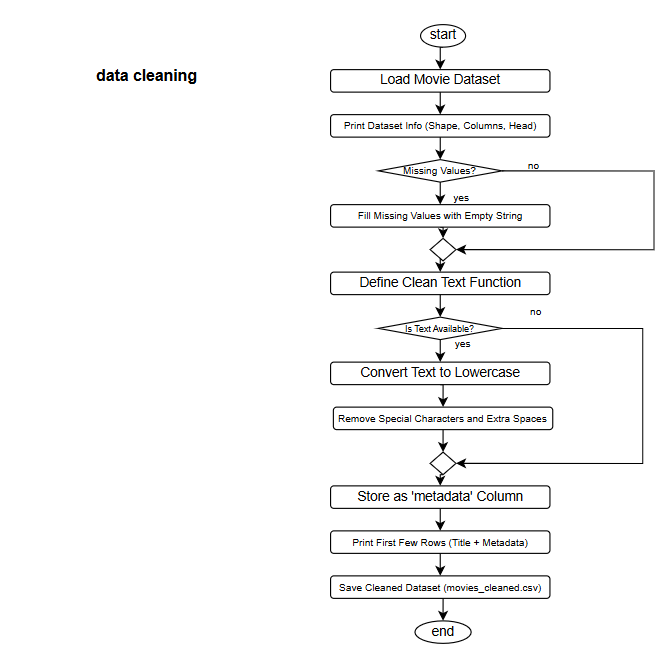 start
data cleaning
Load Movie Dataset
Print Dataset Info (Shape, Columns, Head)
Missing Values?
no
yes
Fill Missing Values with Empty String
Define Clean Text Function
no
Is Text Available?
yes
Convert Text to Lowercase
Remove Special Characters and Extra Spaces
Store as 'metadata' Column
Print First Few Rows (Title + Metadata)
Save Cleaned Dataset (movies_cleaned.csv)
end